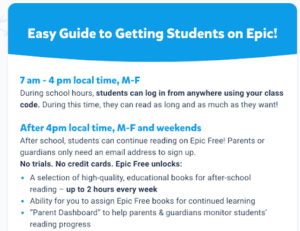 Easy Guide to Getting Students on Epic!
7 am - 4 pm local time, M-F
During school hours, students can log in from anywhere using your class
code. During this time, they can read as long and as much as they want!
After 4pm local time, M-F and weekends
After school, students can continue reading on Epic Free! Parents or
guardians only need an email address to sign up.
No trials. No credit cards. Epic Free unlocks:
• A selection of high-quality, educational books for after-school
reading – up to 2 hours every week
• Ability for you to assign Epic Free books for continued learning
• "Parent Dashboard" to help parents & guardians monitor students'
reading progress